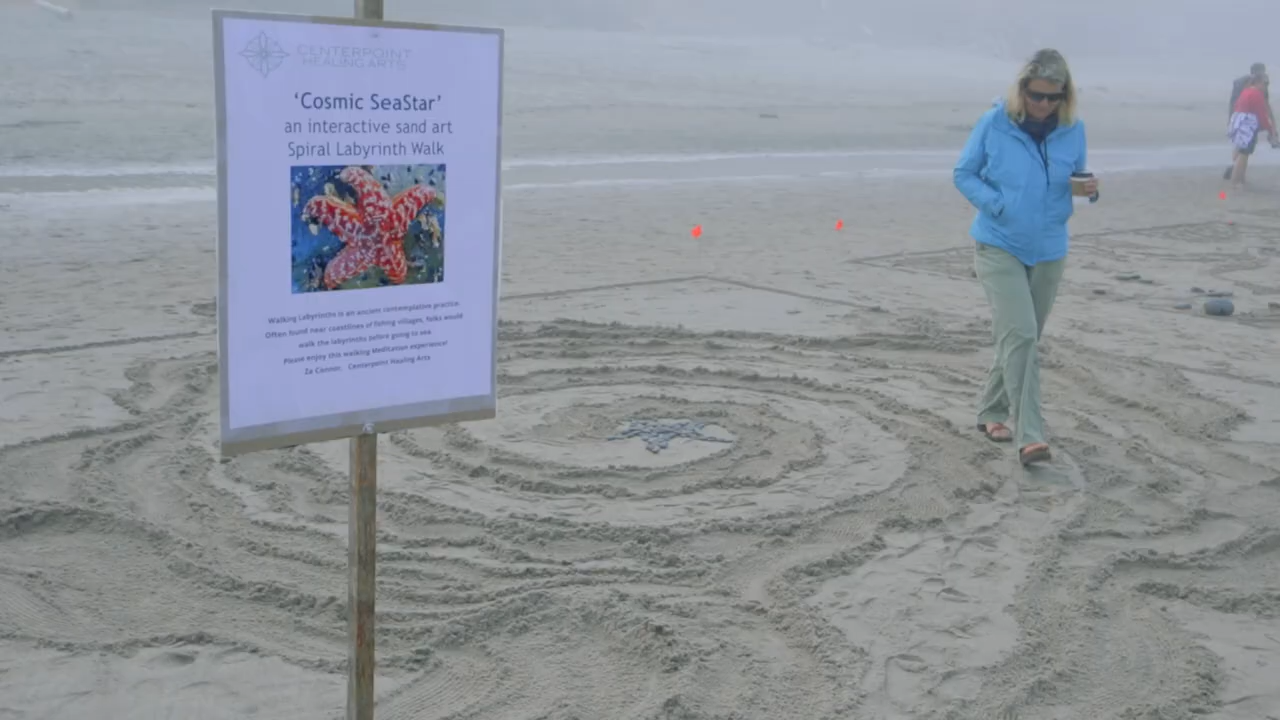 CENTERPOINT
HEALING ARTS
‘Cosmic SeaStar’
an interactive sand art
Spiral Labyrinth Walk
Walking Labyrinths is an ancient contemplative practice.
Often found near coastlines of fishing villages, folks would
walk the labyrinths before going to sea.
Please enjoy this walking Meditation experience!
Za Connor, Centerpoint Healing Arts